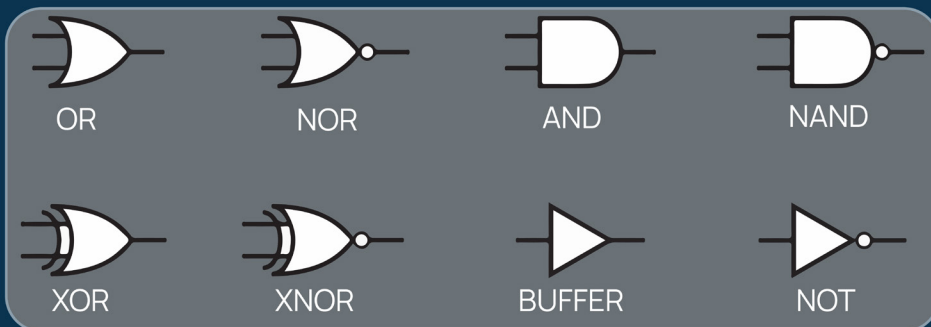 OR
NOR
AND
NAND
XOR
XNOR
BUFFER
NOT